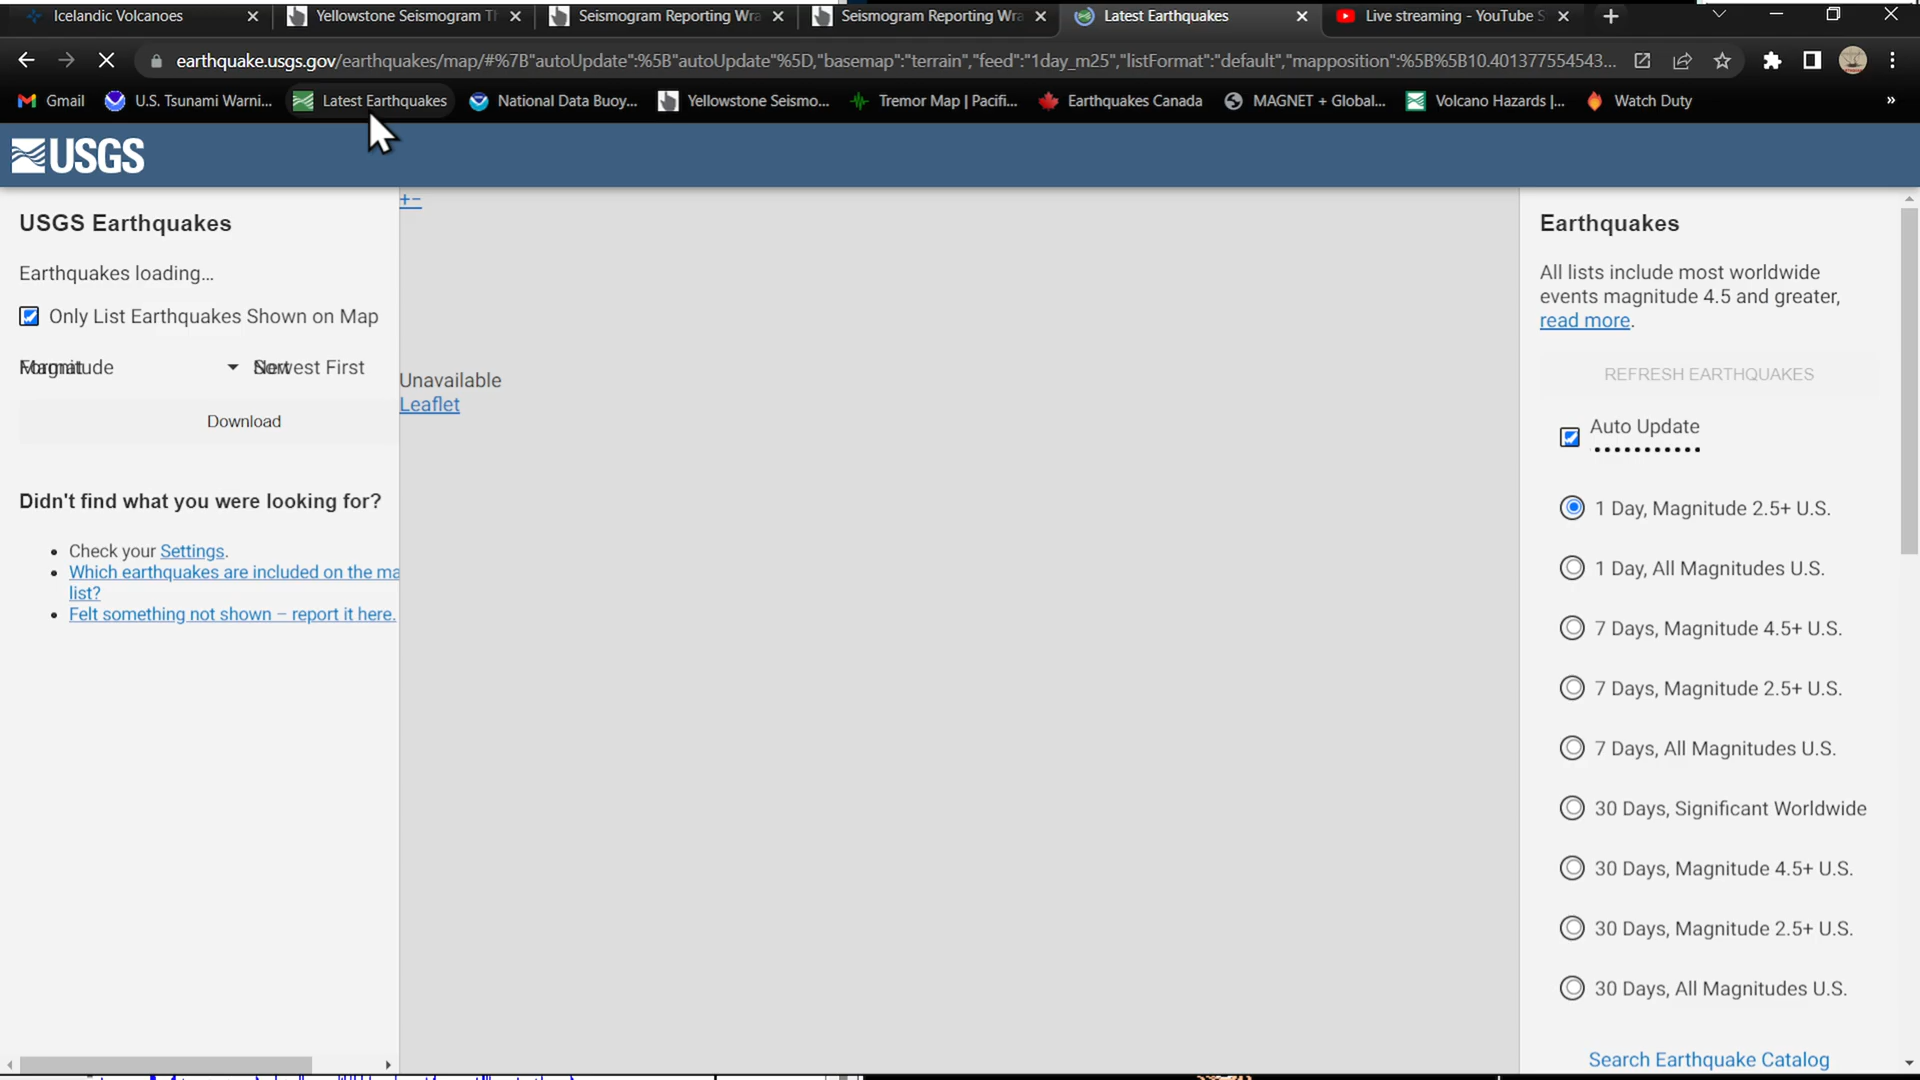 Icelandic Volcanoes
Yellowstone Seismogram Th
Seismogram Reporting Wra
Seismogram Reporting Wra
Latest Earthquakes
Live streaming - YouTube S
earthquake.usgs.gov/earthquakes/map/#%7B"autoUpdate":%5B"autoUpdate"%5D,"basemap":"terrain","feed":"1day_m25","listFormat":"default","mapposition":%5B%5B10.401377554543...
Gmail
U.S. Tsunami Warni...
Latest Earthquakes
National Data Buoy...
Yellowstone Seismo...
Tremor Map | Pacifi...
Earthquakes Canada
MAGNET + Global...
Volcano Hazards |...
Watch Duty
»
USGS
USGS Earthquakes
Earthquakes loading...
Only List Earthquakes Shown on Map
Format
Magnitude
Sort
Newest First
Download
Didn't find what you were looking for?
Check your Settings.
Which earthquakes are included on the ma
list?
Felt something not shown – report it here.
+−
Unavailable
Leaflet
Earthquakes
All lists include most worldwide
events magnitude 4.5 and greater,
read more.
REFRESH EARTHQUAKES
Auto Update
1 Day, Magnitude 2.5+ U.S.
1 Day, All Magnitudes U.S.
7 Days, Magnitude 4.5+ U.S.
7 Days, Magnitude 2.5+ U.S.
7 Days, All Magnitudes U.S.
30 Days, Significant Worldwide
30 Days, Magnitude 4.5+ U.S.
30 Days, Magnitude 2.5+ U.S.
30 Days, All Magnitudes U.S.
Search Earthquake Catalog